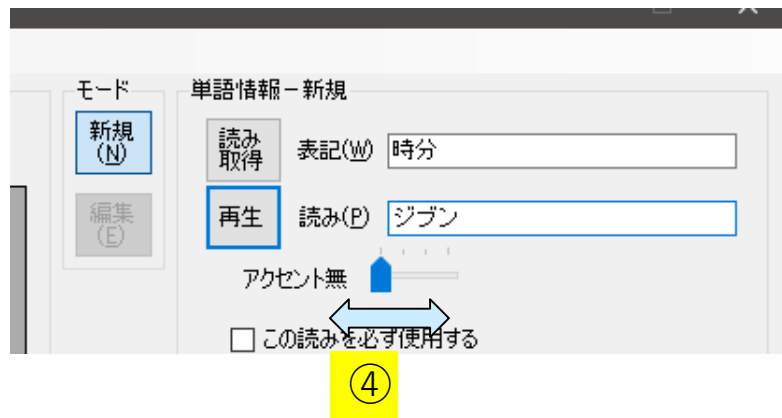 モード
新規
(N)
編集
(E)
単語情報－新規
読み
取得
表記(W) 時分
再生 読み(P) ジブン
アクセント無
この読みを必ず使用する
④